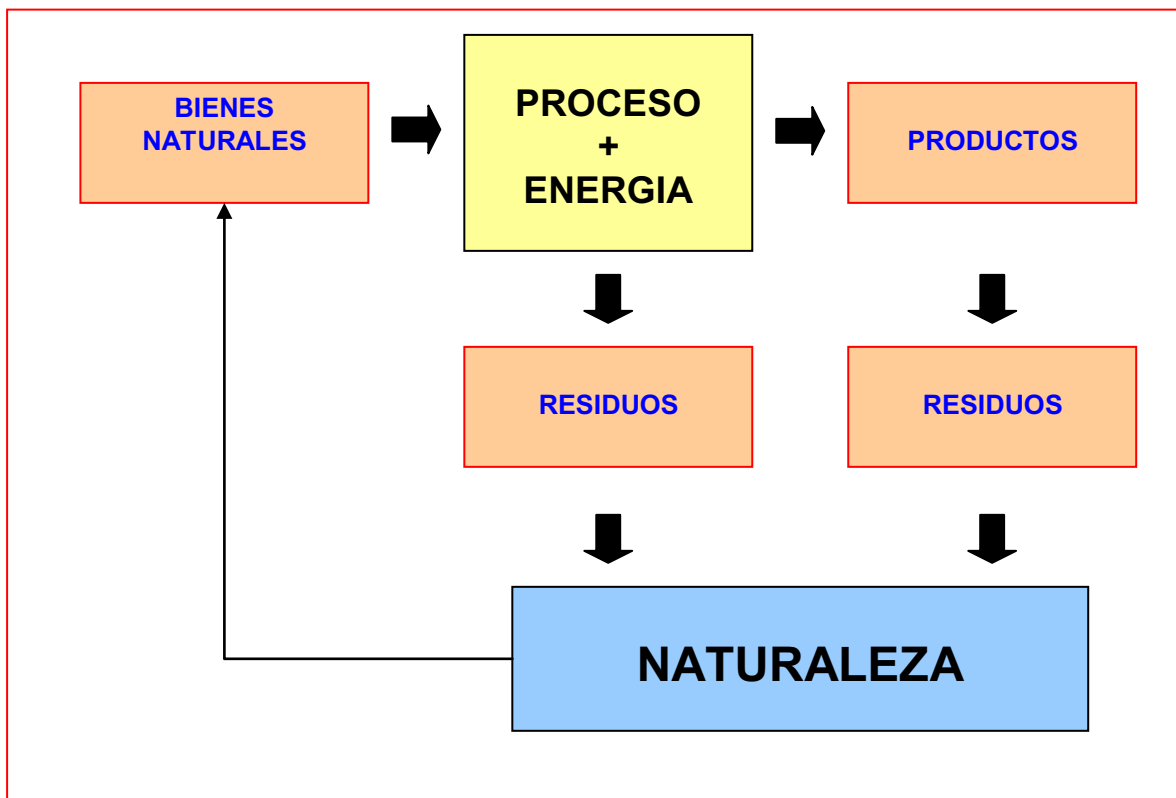 BIENES
NATURALES
PROCESO
+
ENERGIA
PRODUCTOS
RESIDUOS
RESIDUOS
NATURALEZA